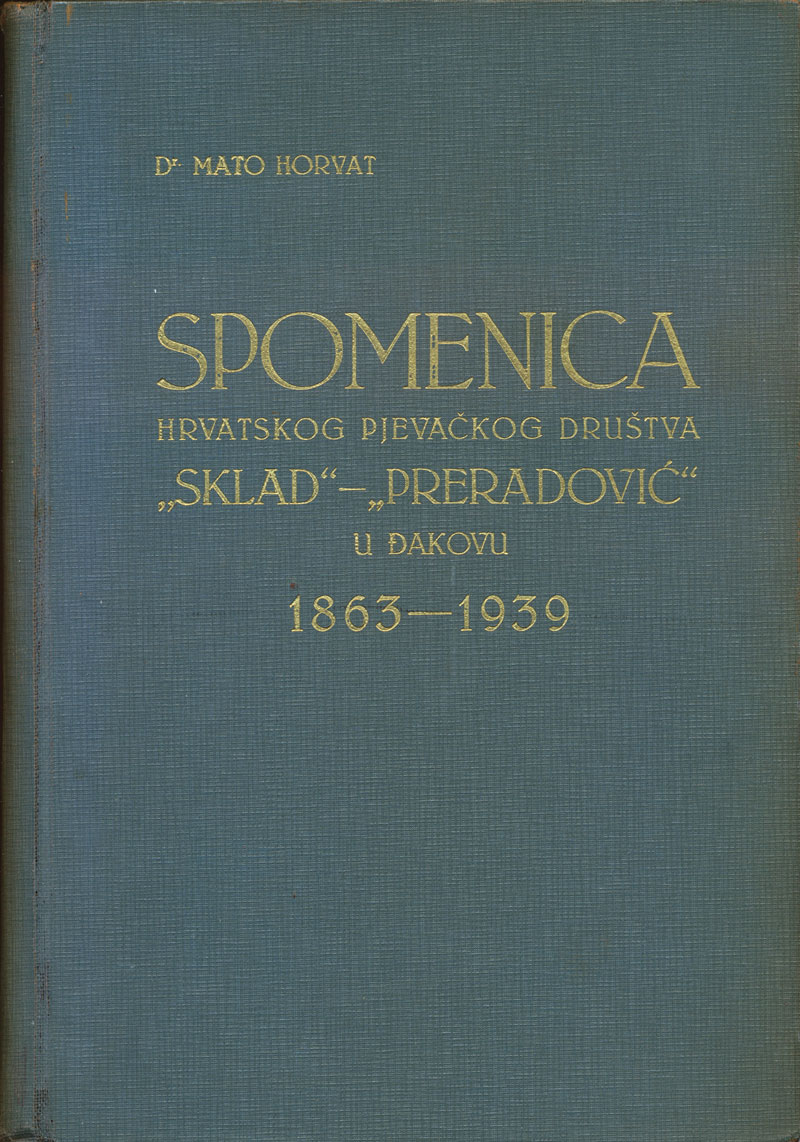 Dr. MATO HORVAT
SPOMENICA
HRVATSKOG PJEVAČKOG DRUŠTVA
„SKLAD“—„PRERADOVIĆ“
U ĐAKOVU
1863—1939